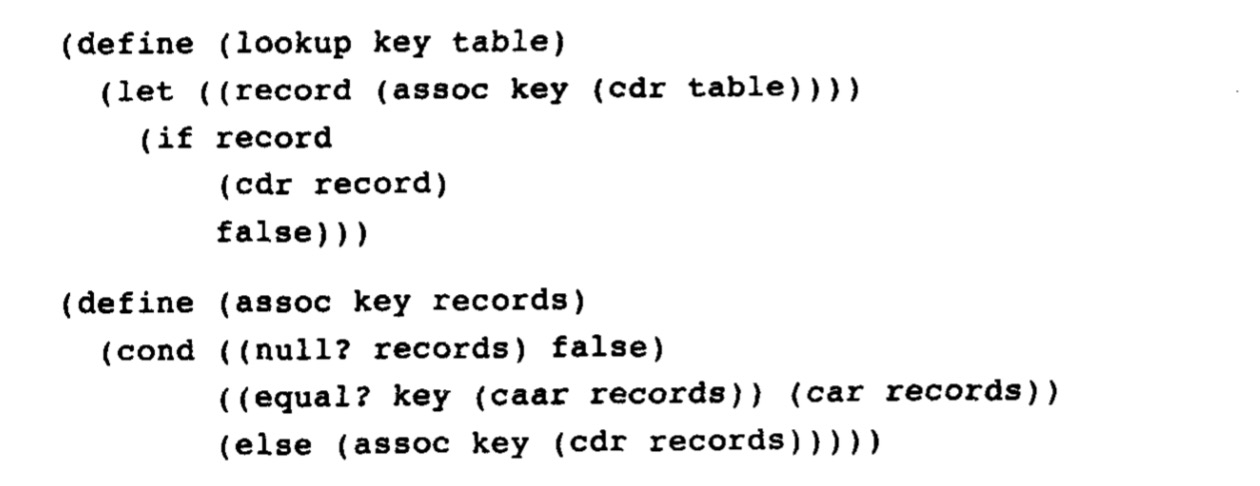 (define (lookup key table)
  (let ((record (assoc key (cdr table))))
    (if record
        (cdr record)
        false)))
(define (assoc key records)
  (cond ((null? records) false)
        ((equal? key (caar records)) (car records))
        (else (assoc key (cdr records)))))